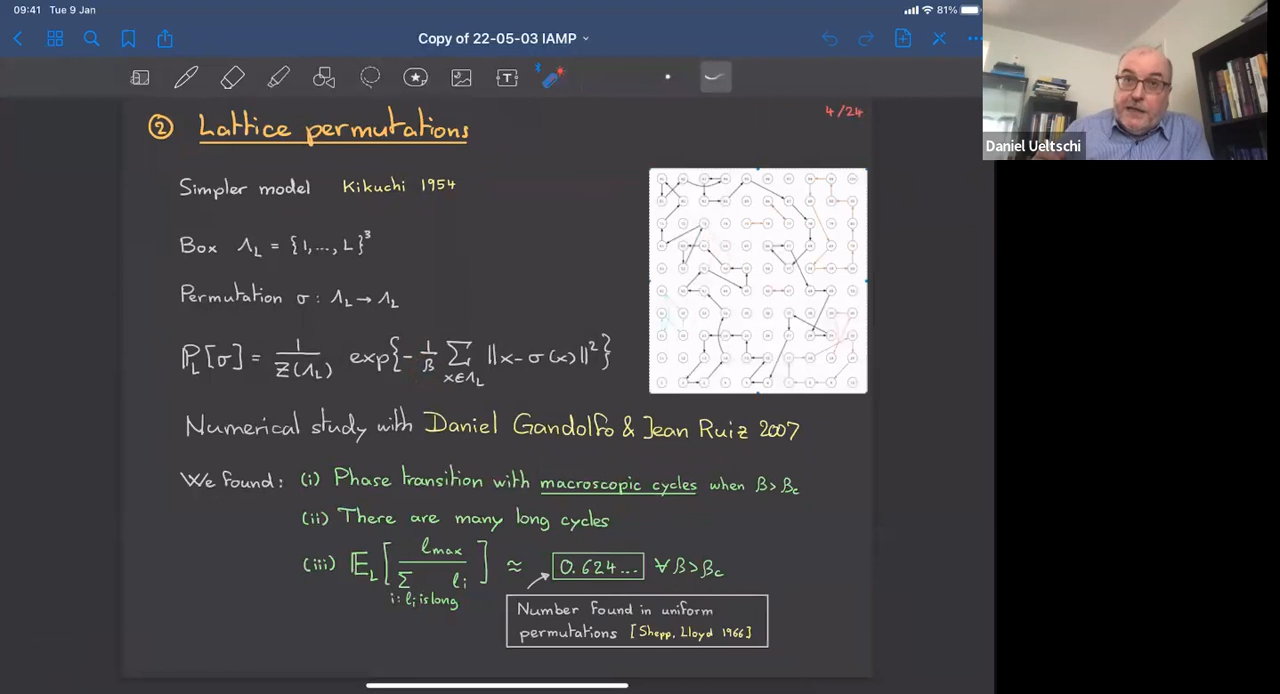 09:41 Tue 9 Jan
81%
Copy of 22-05-03 IAMP
Daniel Ueltschi
② Lattice permutations
4/24
Simpler model Kikuchi 1954
Box Λ_L = {1, ..., L}³
Permutation σ : Λ_L → Λ_L
ℙ_L[σ] = 1/Z(Λ_L) exp{ - 1/β ∑_{x∈Λ_L} ‖x-σ(x)‖² }
Numerical study with Daniel Gandolfo & Jean Ruiz 2007
We found: (i) Phase transition with macroscopic cycles when β>β_c
(ii) There are many long cycles
(iii) 𝔼_L [ ℓ_max / ∑_{i: ℓ_i is long} ℓ_i ] ≈ 0.624... ∀β>β_c
Number found in uniform
permutations [Shepp, Lloyd 1966]